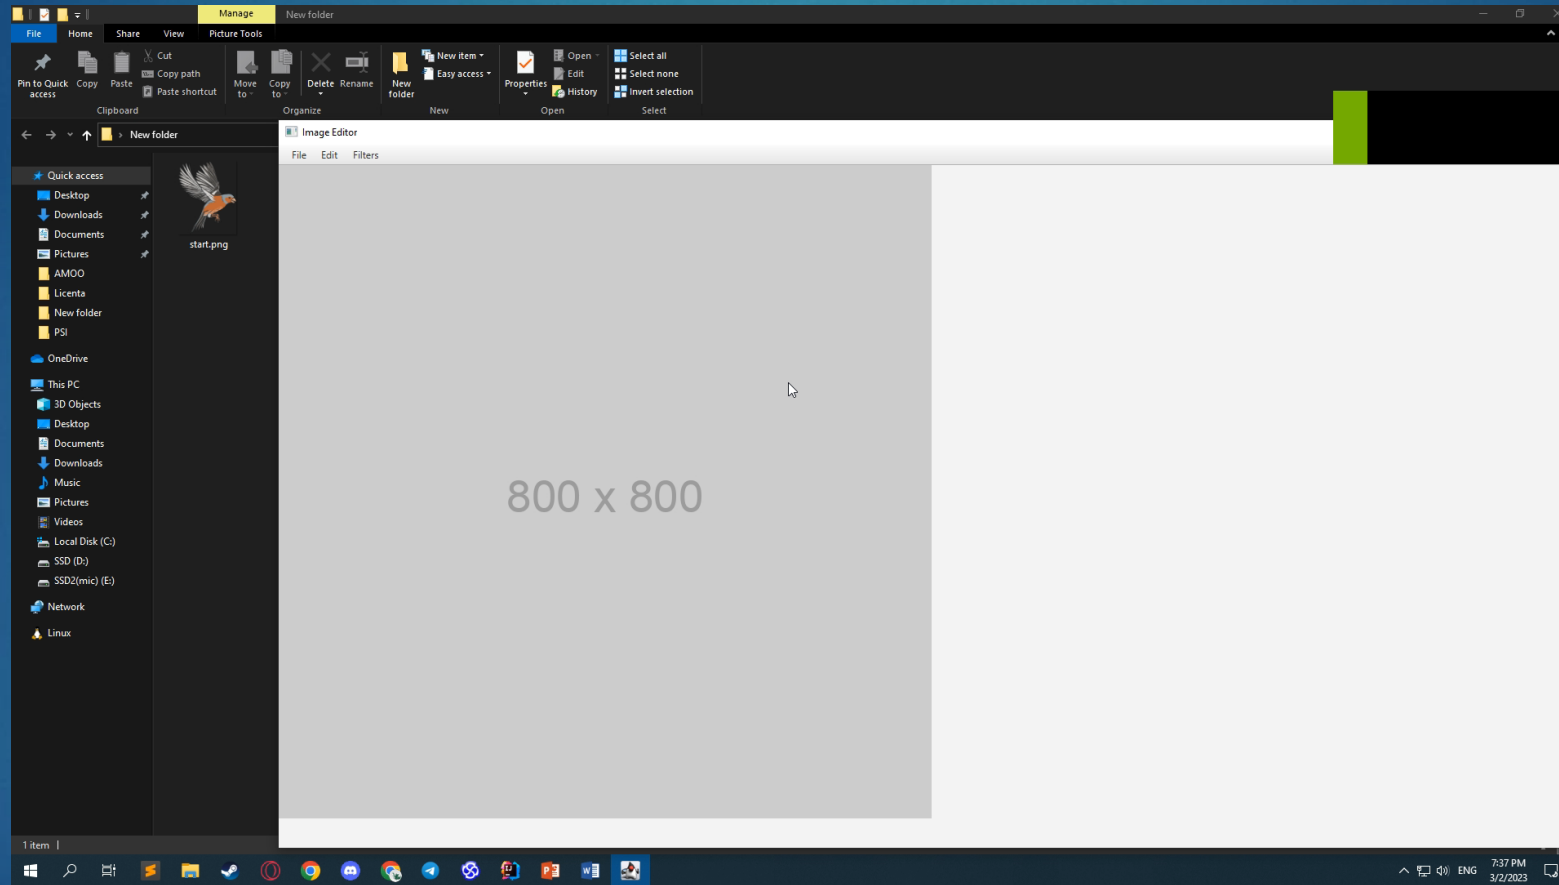 Manage
New folder
File
Home
Share
View
Picture Tools
Pin to Quick access
Copy
Paste
Cut
Copy path
Paste shortcut
Clipboard
Move to
Copy to
Delete
Rename
Organize
New folder
New item
Easy access
New
Properties
Open
Edit
History
Open
Select all
Select none
Invert selection
Select
New folder
Image Editor
File
Edit
Filters
Quick access
Desktop
Downloads
Documents
Pictures
AMOO
Licenta
New folder
PSI
OneDrive
This PC
3D Objects
Desktop
Documents
Downloads
Music
Pictures
Videos
Local Disk (C:)
SSD (D:)
SSD2(mic) (E:)
Network
Linux
start.png
800 x 800
1 item
ENG
7:37 PM
3/2/2023